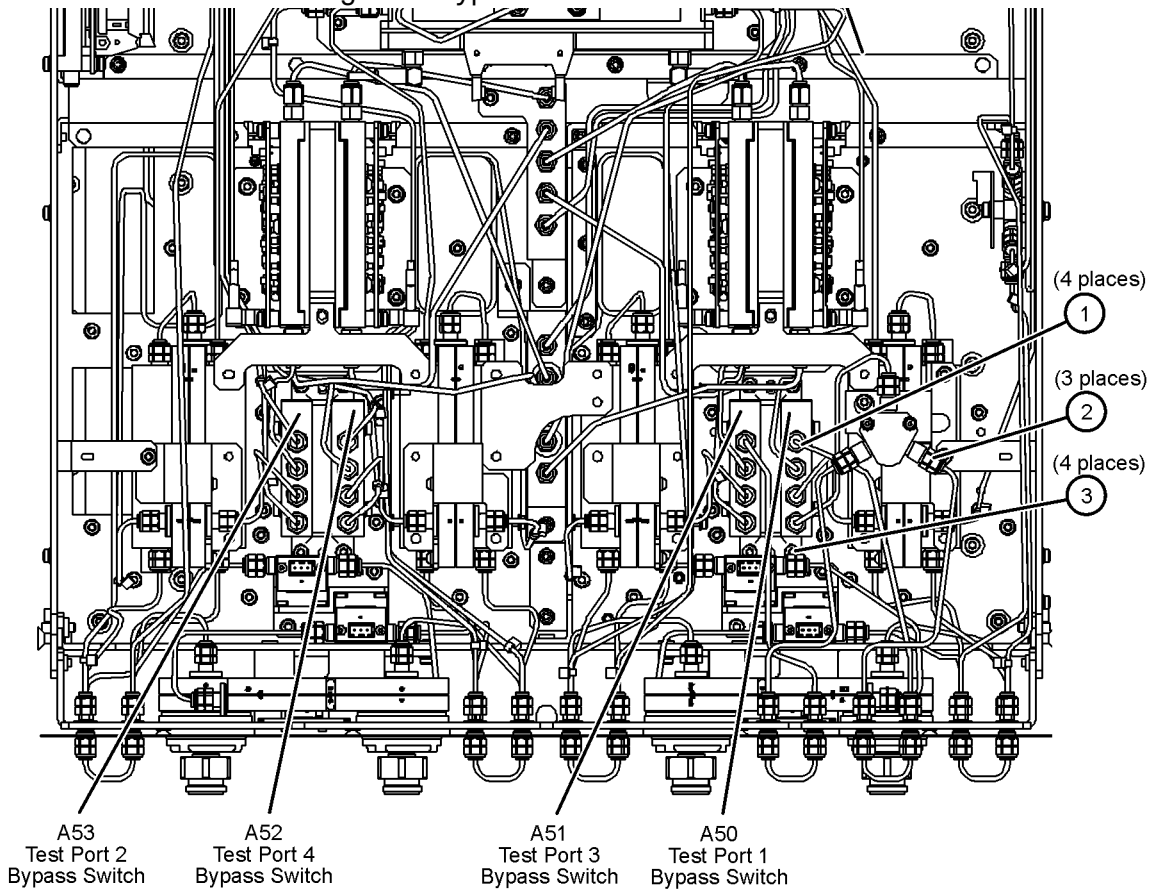 (4 places)
1
(3 places)
2
(4 places)
3
A53
Test Port 2
Bypass Switch
A52
Test Port 4
Bypass Switch
A51
Test Port 3
Bypass Switch
A50
Test Port 1
Bypass Switch